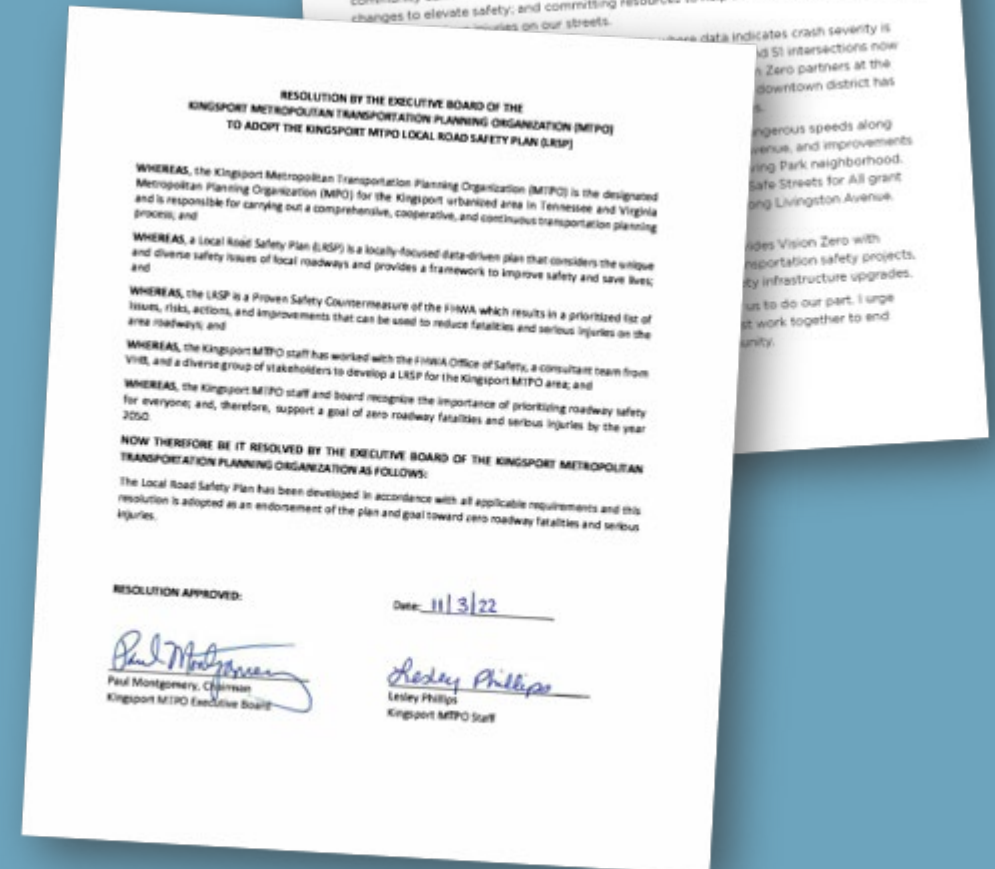 changes to elevate safety; and committing resources to
injuries on our streets.
where data indicates crash severity is
nd 51 intersections now
n Zero partners at the
downtown district has
s.
ngerous speeds along
venue, and improvements
ring Park neighborhood.
Safe Streets for All grant
ong Livingston Avenue.
vides Vision Zero with
nsportation safety projects,
ety infrastructure upgrades.
us to do our part. I urge
st work together to end
unity.
RESOLUTION BY THE EXECUTIVE BOARD OF THE
KINGSPORT METROPOLITAN TRANSPORTATION PLANNING ORGANIZATION (MTPO)
TO ADOPT THE KINGSPORT MTPO LOCAL ROAD SAFETY PLAN (LRSP)
WHEREAS, the Kingsport Metropolitan Transportation Planning Organization (MTPO) is the designated
Metropolitan Planning Organization (MPO) for the Kingsport urbanized area in Tennessee and Virginia
and is responsible for carrying out a comprehensive, cooperative, and continuous transportation planning
process; and
WHEREAS, a Local Road Safety Plan (LRSP) is a locally-focused data-driven plan that considers the unique
and diverse safety issues of local roadways and provides a framework to improve safety and save lives;
and
WHEREAS, the LRSP is a Proven Safety Countermeasure of the FHWA which results in a prioritized list of
issues, risks, actions, and improvements that can be used to reduce fatalities and serious injuries on the
area roadways; and
WHEREAS, the Kingsport MTPO staff has worked with the FHWA Office of Safety, a consultant team from
VHB, and a diverse group of stakeholders to develop a LRSP for the Kingsport MTPO area; and
WHEREAS, the Kingsport MTPO staff and board recognize the importance of prioritizing roadway safety
for everyone; and, therefore, support a goal of zero roadway fatalities and serious injuries by the year
2050.
NOW THEREFORE BE IT RESOLVED BY THE EXECUTIVE BOARD OF THE KINGSPORT METROPOLITAN
TRANSPORTATION PLANNING ORGANIZATION AS FOLLOWS:
The Local Road Safety Plan has been developed in accordance with all applicable requirements and this
resolution is adopted as an endorsement of the plan and goal toward zero roadway fatalities and serious
injuries.
RESOLUTION APPROVED:
Date: 11/3/22
Paul Montgomery
Lesley Phillips
Paul Montgomery, Chairman
Lesley Phillips
Kingsport MTPO Executive Board
Kingsport MTPO Staff